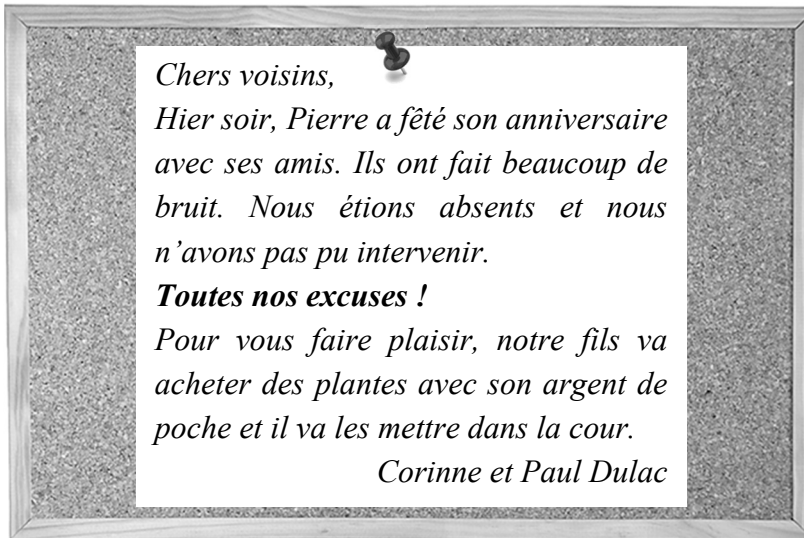 Chers voisins,
Hier soir, Pierre a fêté son anniversaire
avec ses amis. Ils ont fait beaucoup de
bruit. Nous étions absents et nous
n’avons pas pu intervenir.
Toutes nos excuses !
Pour vous faire plaisir, notre fils va
acheter des plantes avec son argent de
poche et il va les mettre dans la cour.
Corinne et Paul Dulac